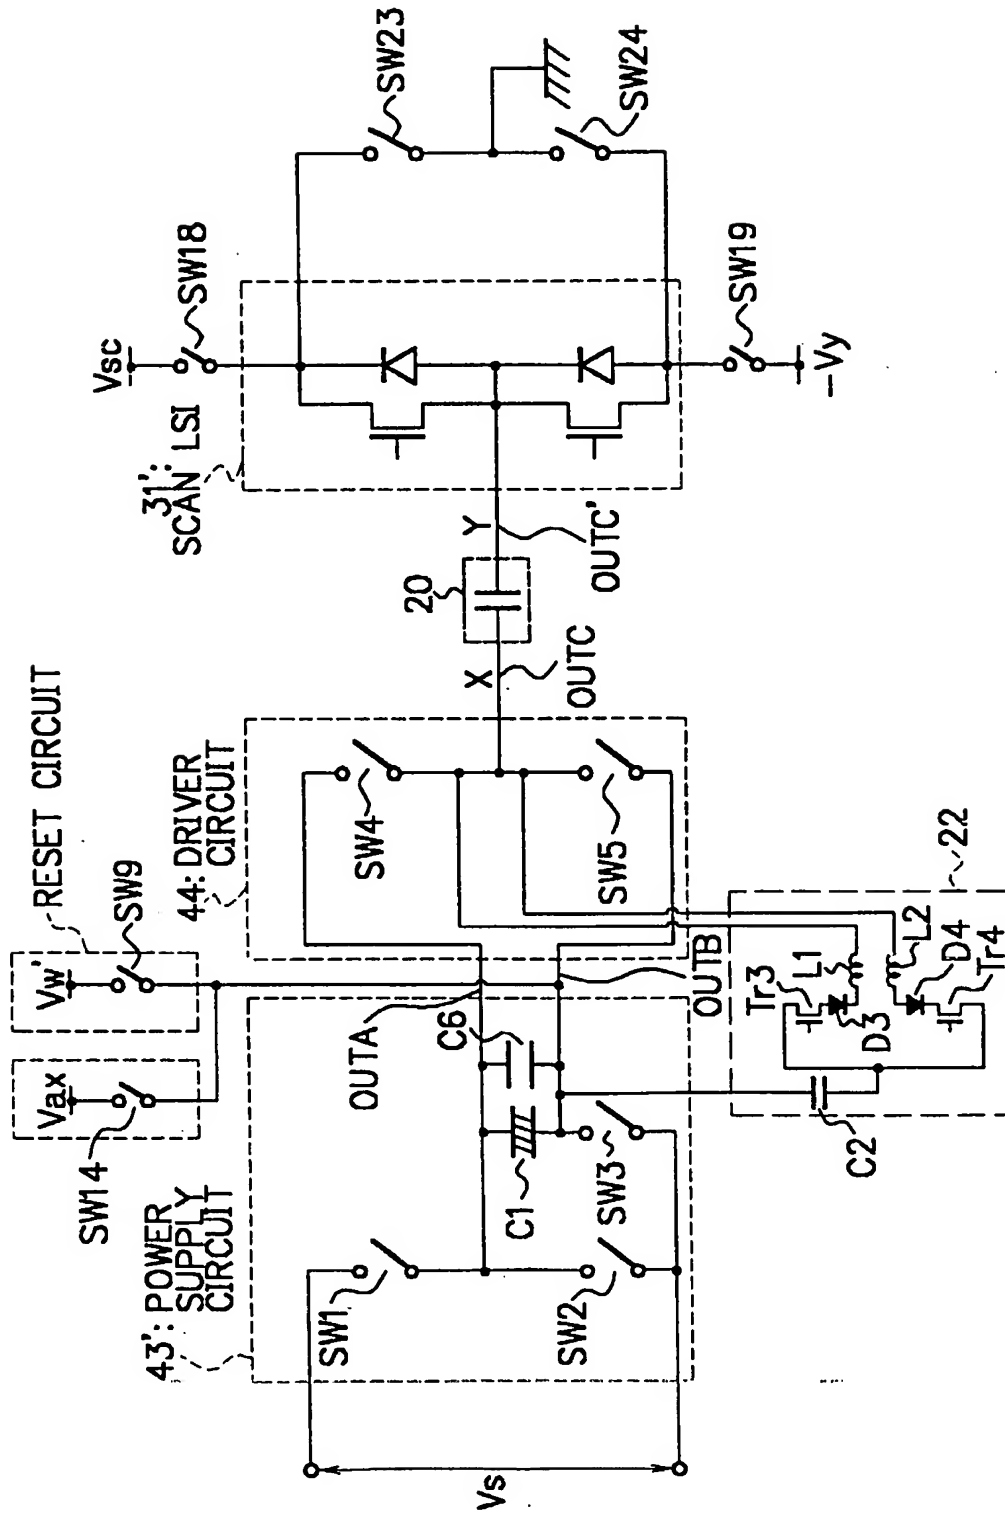 Vs
43': POWER
SUPPLY
CIRCUIT
SW1
SW2
SW3
C1
C6
OUTA
OUTB
SW14
Vax
Vw'
SW9
RESET CIRCUIT
44: DRIVER
CIRCUIT
SW4
SW5
C2
Tr3
D3
L1
L2
D4
Tr4
22
X
OUTC
20
Y
OUTC'
31':
SCAN LSI
Vsc
SW18
SW19
-Vy
SW23
SW24